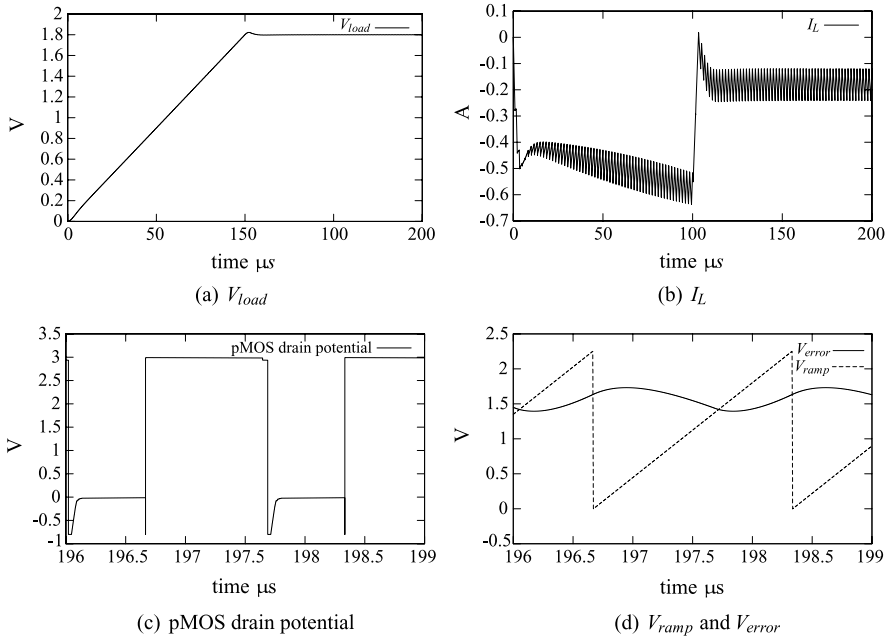 2
1.8
1.6
1.4
1.2
1
0.8
0.6
0.4
0.2
0
V
V_load
0 50 150 100 150 200
time μs
(a) V_load
0.1
0
-0.1
-0.2
-0.3
-0.4
-0.5
-0.6
-0.7
A
I_L
0 50 100 150 200
time μs
(b) I_L
3.5
3
2.5
2
1.5
1
0.5
0
-0.5
-1
V
pMOS drain potential
196 196.5 197 197.5 198 198.5 199
time μs
(c) pMOS drain potential
2.5
2
1.5
1
0.5
0
-0.5
V
V_error
V_ramp
196 196.5 197 197.5 198 198.5 199
time μs
(d) V_ramp and V_error